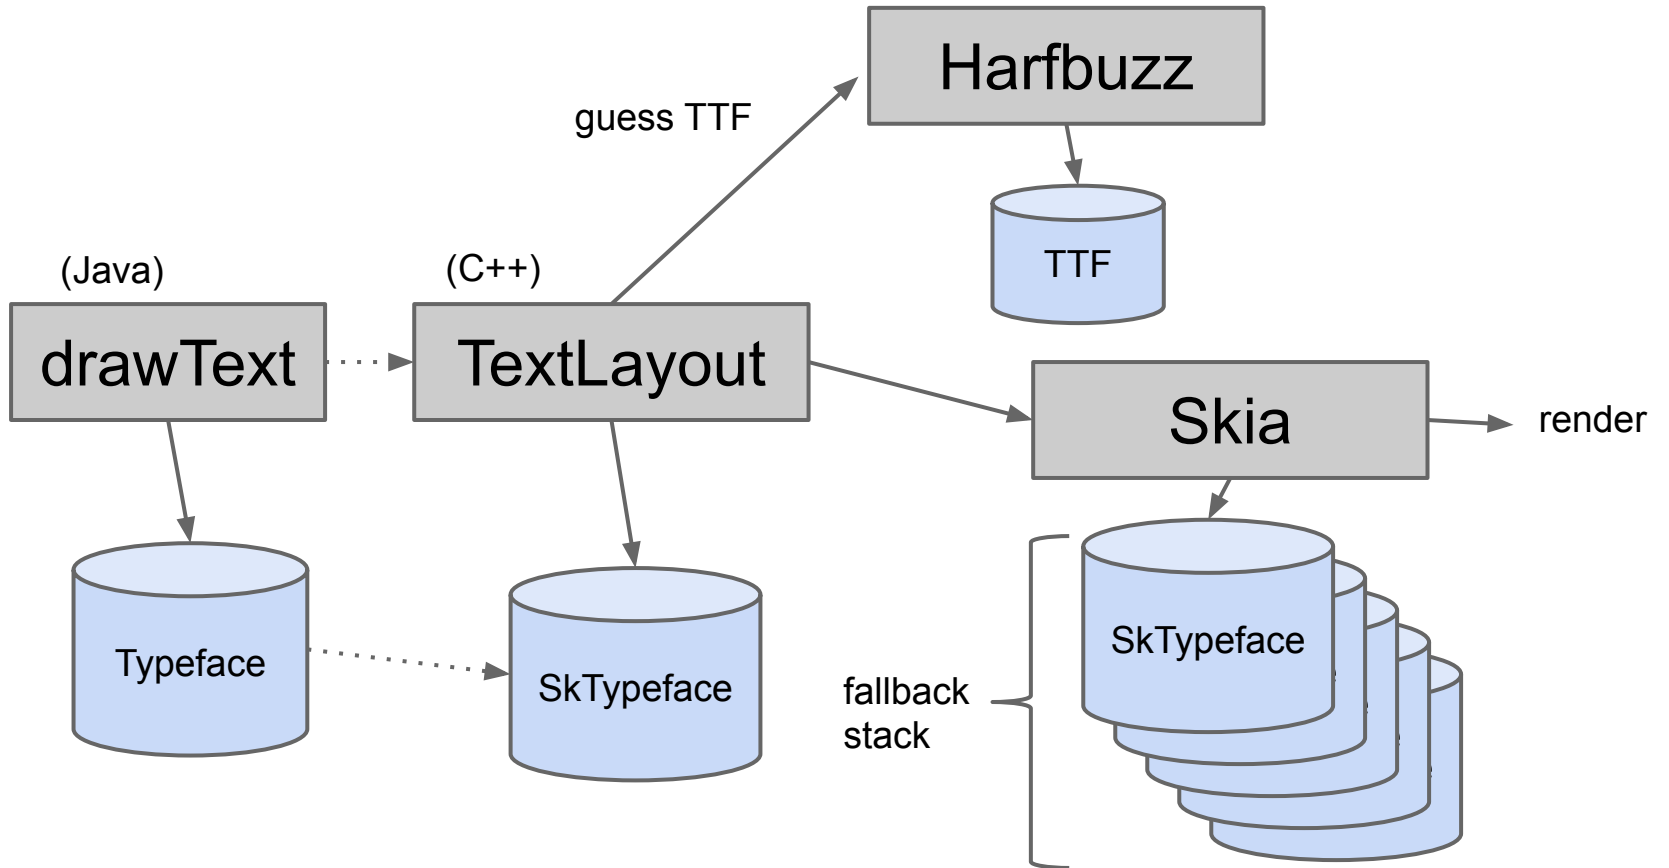 Harfbuzz
guess TTF
TTF
(Java)
(C++)
drawText
TextLayout
Skia
render
Typeface
SkTypeface
SkTypeface
fallback
stack